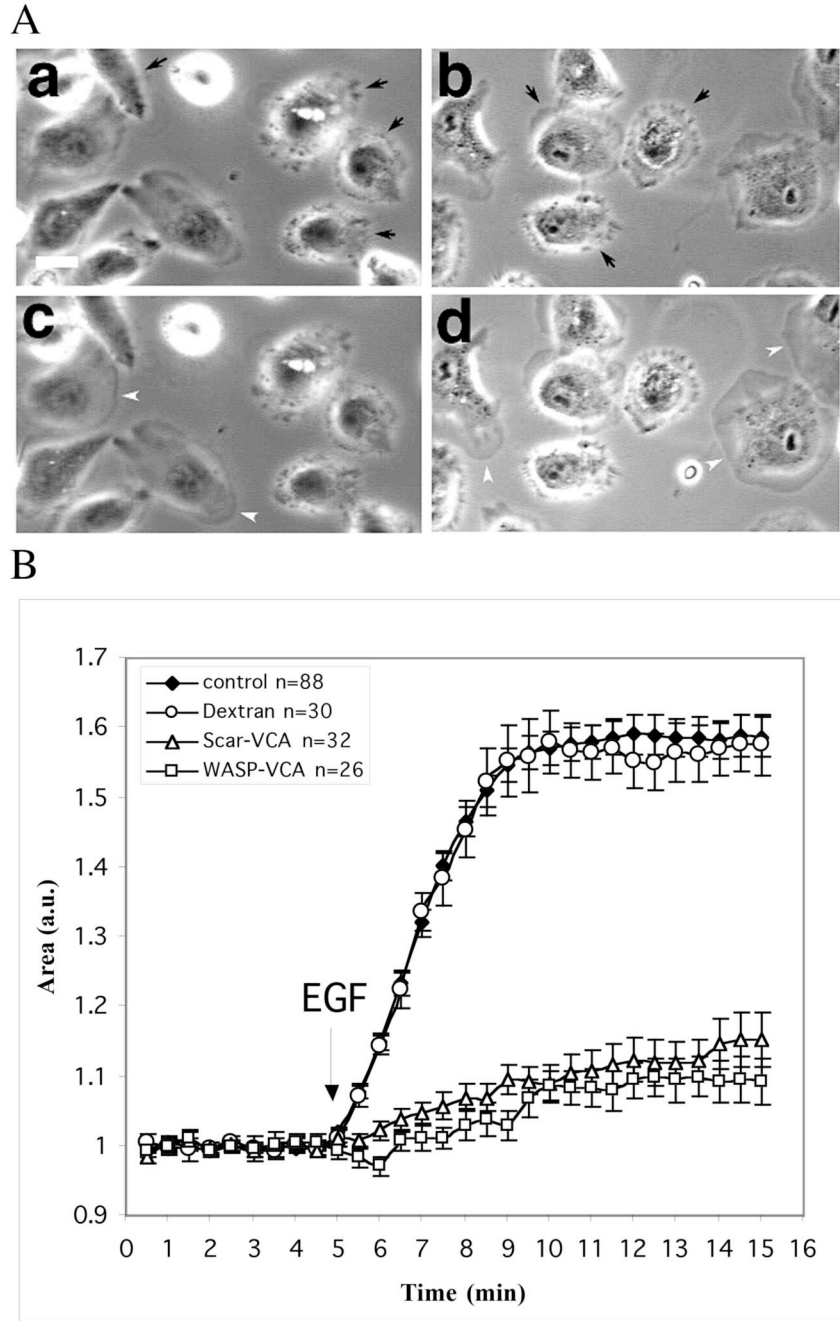 A
a
b
c
d
B
1.7
1.6
1.5
1.4
1.3
1.2
1.1
1
0.9
control n=88
Dextran n=30
Scar-VCA n=32
WASP-VCA n=26
EGF
Area (a.u.)
0 1 2 3 4 5 6 7 8 9 10 11 12 13 14 15 16
Time (min)